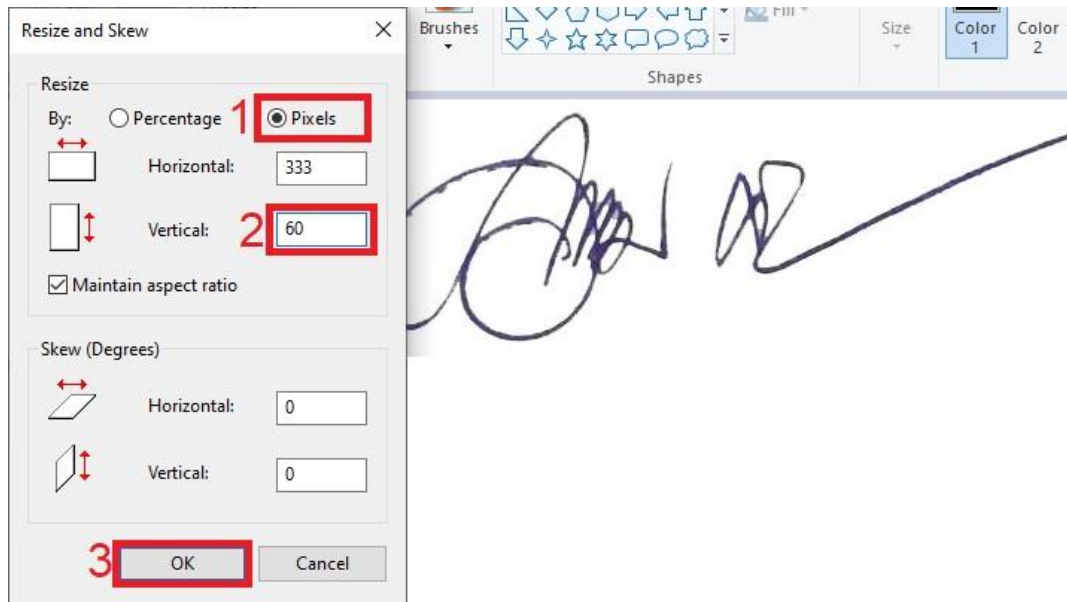 Resize and Skew
Brushes
Fill
Size
Color 1
Color 2
Shapes
Resize
By:
Percentage
1
Pixels
Horizontal:
333
Vertical:
2
60
Maintain aspect ratio
Skew (Degrees)
Horizontal:
0
Vertical:
0
3
OK
Cancel